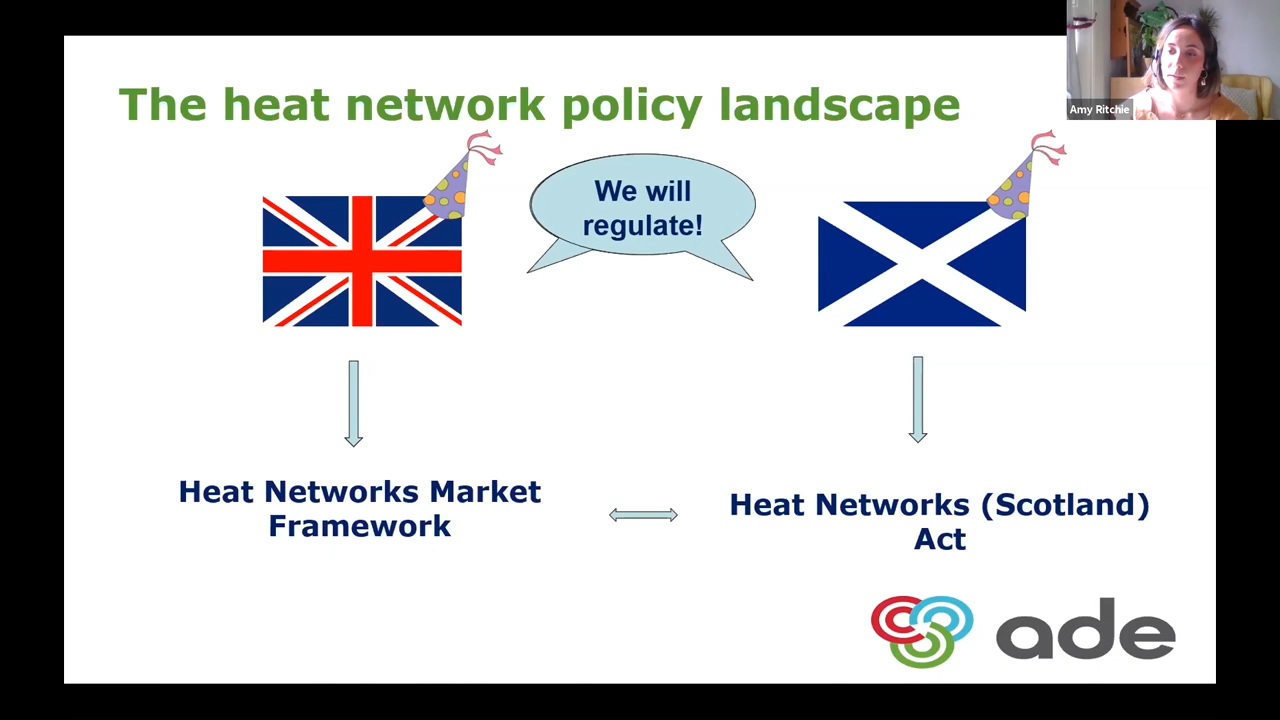 The heat network policy landscape
Amy Ritchie
We will
regulate!
Heat Networks Market
Framework
Heat Networks (Scotland)
Act
ade